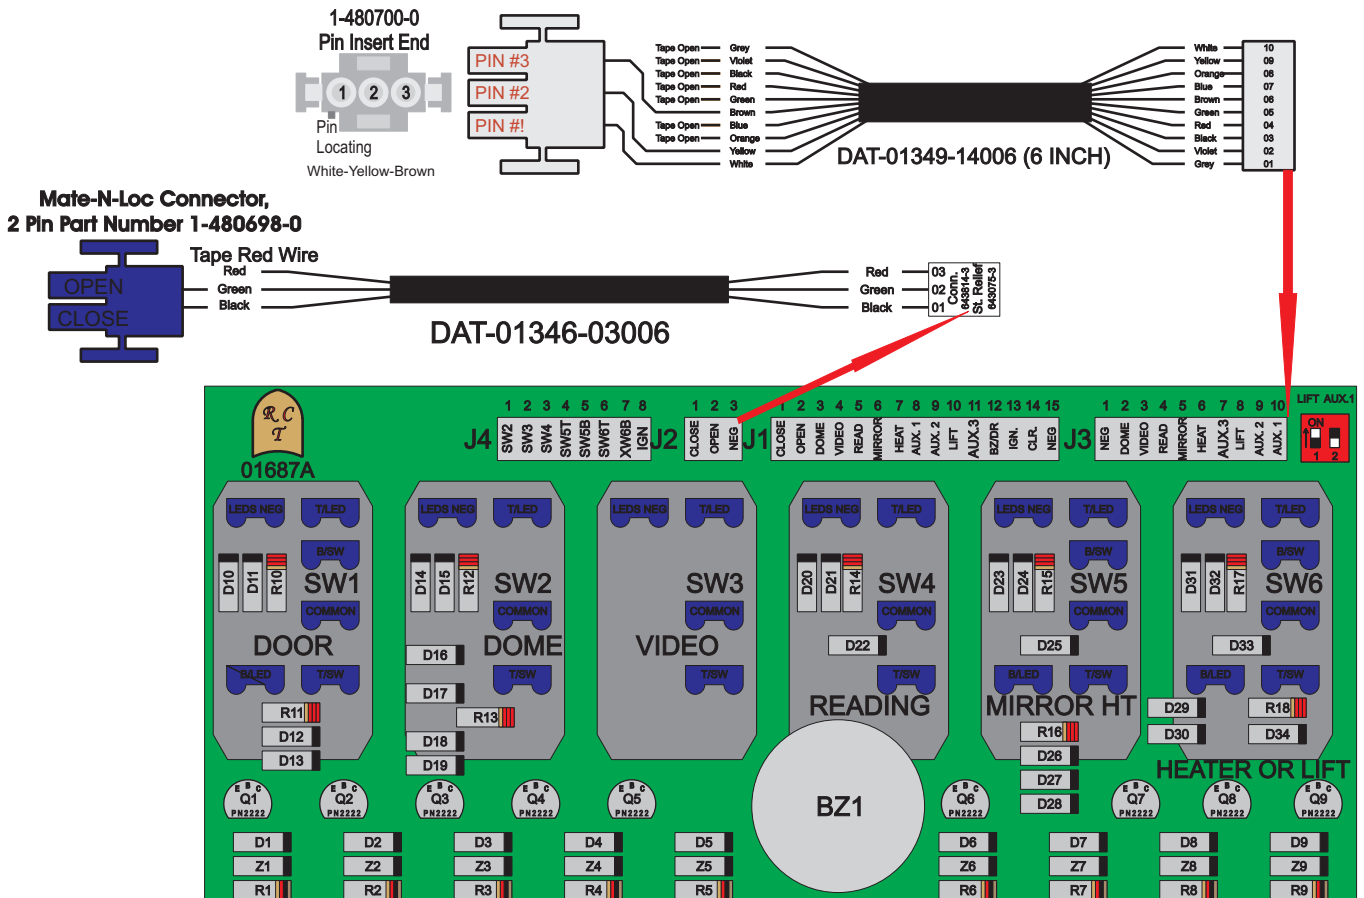 1-480700-0
Pin Insert End
1 2 3
Pin
Locating
White-Yellow-Brown
PIN #3
PIN #2
PIN #!
Tape Open Grey
Tape Open Violet
Tape Open Black
Tape Open Red
Tape Open Green
Brown
Tape Open Blue
Tape Open Orange
Yellow
White
DAT-01349-14006 (6 INCH)
White 10
Yellow 09
Orange 08
Blue 07
Brown 06
Green 05
Red 04
Black 03
Violet 02
Grey 01
Mate-N-Loc Connector,
2 Pin Part Number 1-480698-0
Tape Red Wire
OPEN
CLOSE
Red
Green
Black
DAT-01346-03006
Red 03
Green 02
Black 01
Conn.
643814-3
St. Relief
643075-3
R C
T
01687A
J4
1 2 3 4 5 6 7 8
SW2 SW3 SW4 SW5T SW5B SW6T XW6B IGN
J2
1 2 3
CLOSE OPEN NEG
J1
1 2 3 4 5 6 7 8 9 10 11 12 13 14 15
CLOSE OPEN DOME VIDEO READ MIRROR HEAT AUX. 1 AUX. 2 LIFT AUX.3 BZ/DR IGN. CLR. NEG
J3
1 2 3 4 5 6 7 8 9 10
NEG DOME VIDEO READ MIRROR HEAT AUX.3 LIFT AUX. 2 AUX. 1
LIFT AUX.1
ON
1 2
LEDS NEG T/LED
B/SW
D10 D11 R10
SW1
COMMON
DOOR
B/LED T/SW
R11
D12
D13
LEDS NEG T/LED
D14 D15 R12
SW2
COMMON
D16
DOME
T/SW
D17
R13
D18
D19
LEDS NEG T/LED
SW3
COMMON
VIDEO
T/SW
LEDS NEG T/LED
D20 D21 R14
SW4
COMMON
D22
T/SW
READING
LEDS NEG T/LED
B/SW
D23 D24 R15
SW5
COMMON
D25
B/LED T/SW
MIRROR HT
R16
D26
D27
D28
LEDS NEG T/LED
B/SW
D31 D32 R17
SW6
COMMON
D33
B/LED T/SW
D29 R18
D30 D34
HEATER OR LIFT
BZ1
E B C E B C E B C E B C E B C E B C E B C E B C E B C
Q1 Q2 Q3 Q4 Q5 Q6 Q7 Q8 Q9
PN2222 PN2222 PN2222 PN2222 PN2222 PN2222 PN2222 PN2222 PN2222
D1 D2 D3 D4 D5 D6 D7 D8 D9
Z1 Z2 Z3 Z4 Z5 Z6 Z7 Z8 Z9
R1 R2 R3 R4 R5 R6 R7 R8 R9